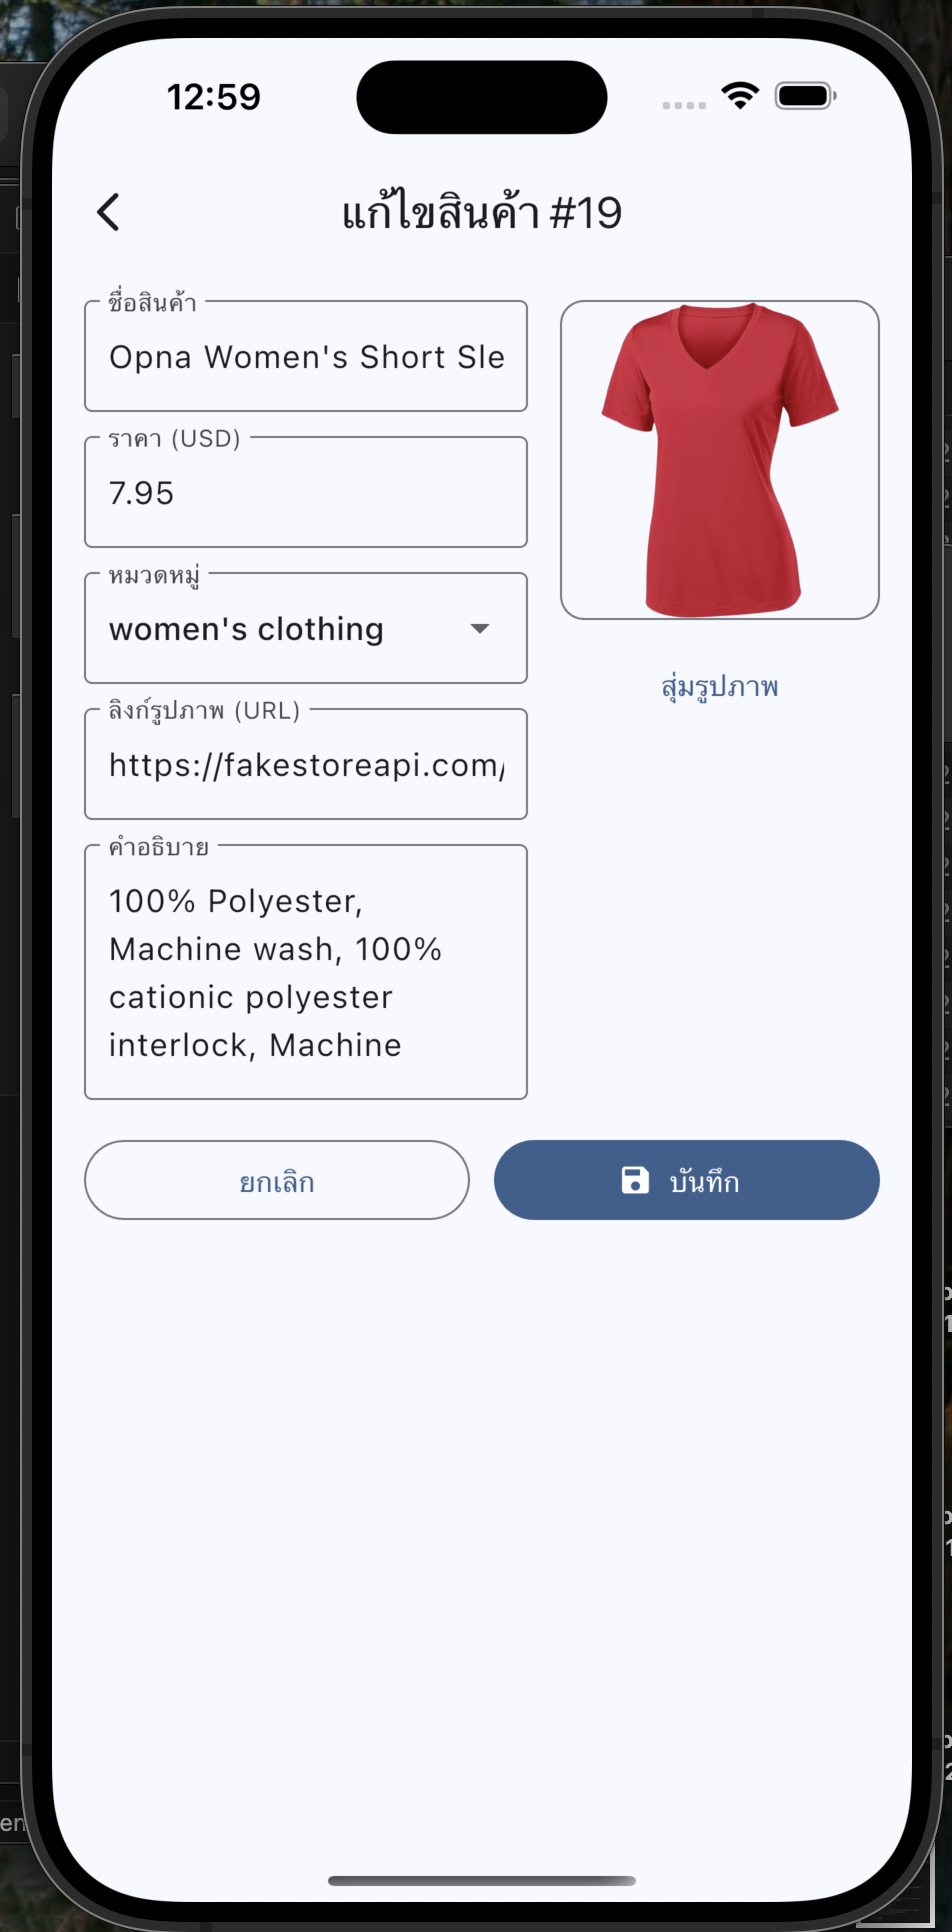 12:59
แก้ไขสินค้า #19
ชื่อสินค้า
Opna Women's Short Sle
ราคา (USD)
7.95
หมวดหมู่
women's clothing
ลิงก์รูปภาพ (URL)
https://fakestoreapi.com/
คำอธิบาย
100% Polyester,
Machine wash, 100%
cationic polyester
interlock, Machine
สุ่มรูปภาพ
ยกเลิก
บันทึก